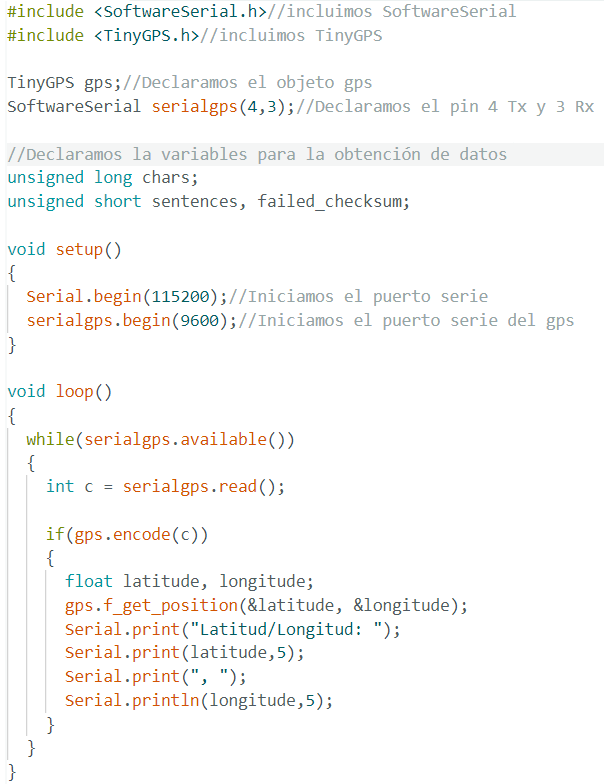 #include <SoftwareSerial.h>//incluimos SoftwareSerial
#include <TinyGPS.h>//incluimos TinyGPS
TinyGPS gps;//Declaramos el objeto gps
SoftwareSerial serialgps(4,3);//Declaramos el pin 4 Tx y 3 Rx
//Declaramos la variables para la obtención de datos
unsigned long chars;
unsigned short sentences, failed_checksum;
void setup()
{
Serial.begin(115200);//Iniciamos el puerto serie
serialgps.begin(9600);//Iniciamos el puerto serie del gps
}
void loop()
{
while(serialgps.available())
{
int c = serialgps.read();
if(gps.encode(c))
{
float latitude, longitude;
gps.f_get_position(&latitude, &longitude);
Serial.print("Latitud/Longitud: ");
Serial.print(latitude,5);
Serial.print(", ");
Serial.println(longitude,5);
}
}
}